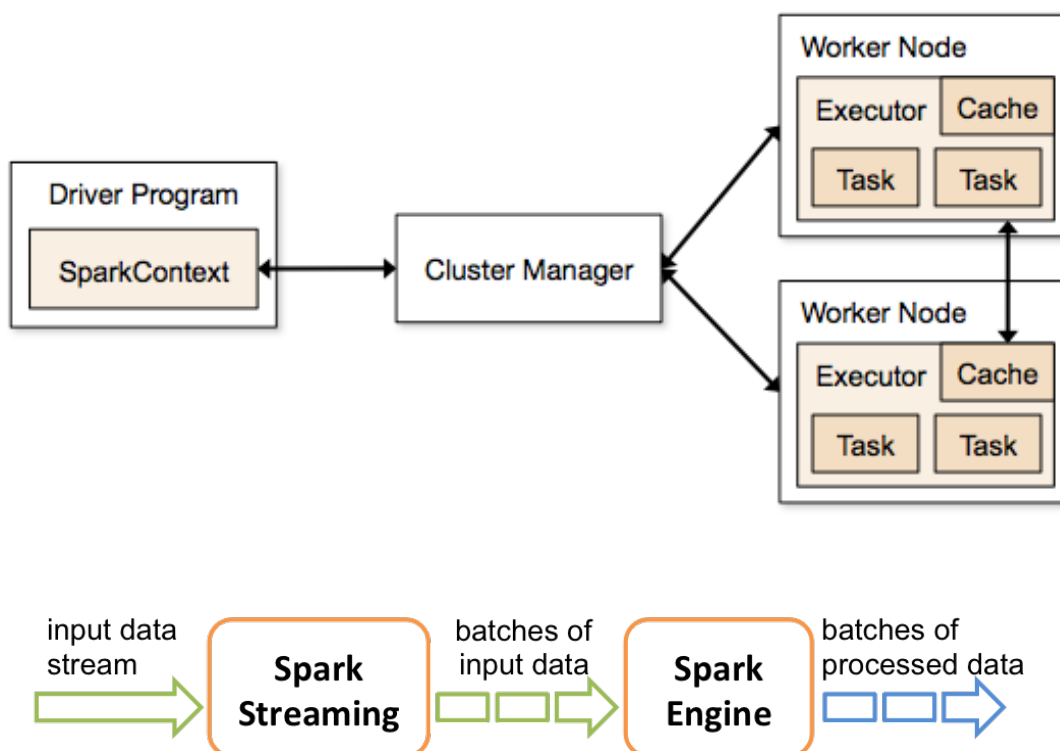 Driver Program
SparkContext
Cluster Manager
Worker Node
Executor
Cache
Task
Task
Worker Node
Executor
Cache
Task
Task
input data
stream
Spark
Streaming
batches of
input data
Spark
Engine
batches of
processed data